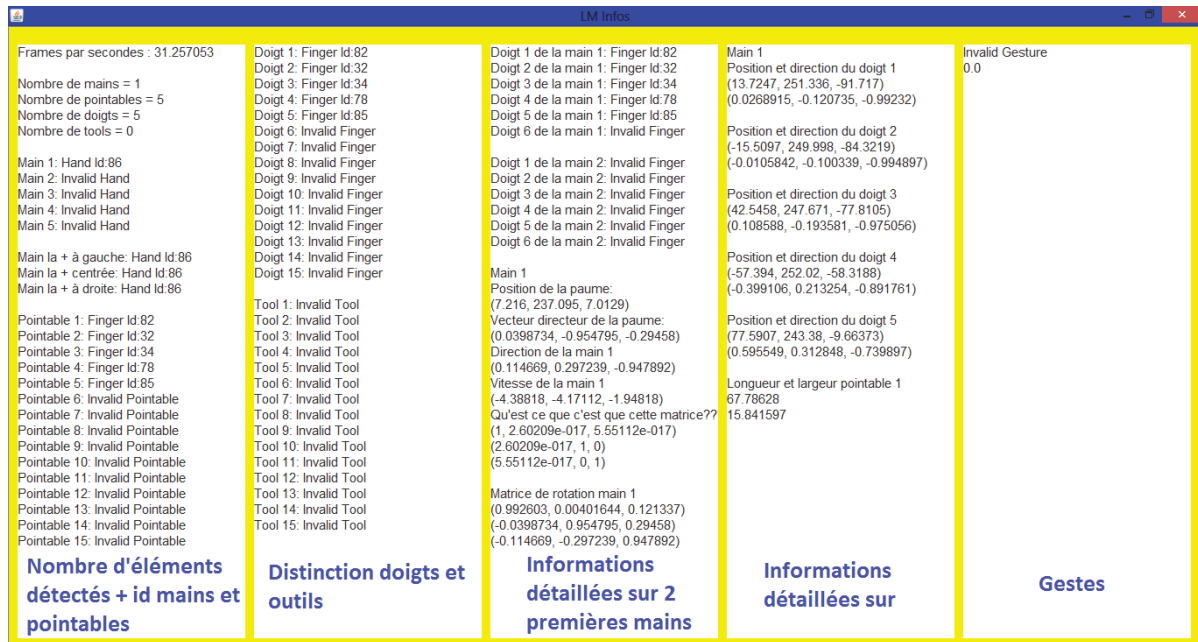 LM Infos
Frames par secondes : 31.257053
Nombre de mains = 1
Nombre de pointables = 5
Nombre de doigts = 5
Nombre de tools = 0
Main 1: Hand Id:86
Main 2: Invalid Hand
Main 3: Invalid Hand
Main 4: Invalid Hand
Main 5: Invalid Hand
Main la + à gauche: Hand Id:86
Main la + centrée: Hand Id:86
Main la + à droite: Hand Id:86
Pointable 1: Finger Id:82
Pointable 2: Finger Id:32
Pointable 3: Finger Id:34
Pointable 4: Finger Id:78
Pointable 5: Finger Id:85
Pointable 6: Invalid Pointable
Pointable 7: Invalid Pointable
Pointable 8: Invalid Pointable
Pointable 9: Invalid Pointable
Pointable 10: Invalid Pointable
Pointable 11: Invalid Pointable
Pointable 12: Invalid Pointable
Pointable 13: Invalid Pointable
Pointable 14: Invalid Pointable
Pointable 15: Invalid Pointable
Nombre d'éléments
détectés + id mains et
pointables
Doigt 1: Finger Id:82
Doigt 2: Finger Id:32
Doigt 3: Finger Id:34
Doigt 4: Finger Id:78
Doigt 5: Finger Id:85
Doigt 6: Invalid Finger
Doigt 7: Invalid Finger
Doigt 8: Invalid Finger
Doigt 9: Invalid Finger
Doigt 10: Invalid Finger
Doigt 11: Invalid Finger
Doigt 12: Invalid Finger
Doigt 13: Invalid Finger
Doigt 14: Invalid Finger
Doigt 15: Invalid Finger
Tool 1: Invalid Tool
Tool 2: Invalid Tool
Tool 3: Invalid Tool
Tool 4: Invalid Tool
Tool 5: Invalid Tool
Tool 6: Invalid Tool
Tool 7: Invalid Tool
Tool 8: Invalid Tool
Tool 9: Invalid Tool
Tool 10: Invalid Tool
Tool 11: Invalid Tool
Tool 12: Invalid Tool
Tool 13: Invalid Tool
Tool 14: Invalid Tool
Tool 15: Invalid Tool
Distinction doigts et
outils
Doigt 1 de la main 1: Finger Id:82
Doigt 2 de la main 1: Finger Id:32
Doigt 3 de la main 1: Finger Id:34
Doigt 4 de la main 1: Finger Id:78
Doigt 5 de la main 1: Finger Id:85
Doigt 6 de la main 1: Invalid Finger
Doigt 1 de la main 2: Invalid Finger
Doigt 2 de la main 2: Invalid Finger
Doigt 3 de la main 2: Invalid Finger
Doigt 4 de la main 2: Invalid Finger
Doigt 5 de la main 2: Invalid Finger
Doigt 6 de la main 2: Invalid Finger
Main 1
Position de la paume:
(7.216, 237.095, 7.0129)
Vecteur directeur de la paume:
(0.0398734, -0.954795, -0.29458)
Direction de la main 1
(0.114669, 0.297239, -0.947892)
Vitesse de la main 1
(-4.38818, -4.17112, -1.94818)
Qu'est ce que c'est que cette matrice??
(1, 2.60209e-017, 5.55112e-017)
(2.60209e-017, 1, 0)
(5.55112e-017, 0, 1)
Matrice de rotation main 1
(0.992603, 0.00401644, 0.121337)
(-0.0398734, 0.954795, 0.29458)
(-0.114669, -0.297239, 0.947892)
Informations
détaillées sur 2
premières mains
Main 1
Position et direction du doigt 1
(13.7247, 251.336, -91.717)
(0.0268915, -0.120735, -0.99232)
Position et direction du doigt 2
(-15.5097, 249.998, -84.3219)
(-0.0105842, -0.100339, -0.994897)
Position et direction du doigt 3
(42.5458, 247.671, -77.8105)
(0.108588, -0.193581, -0.975056)
Position et direction du doigt 4
(-57.394, 252.02, -58.3188)
(-0.399106, 0.213254, -0.891761)
Position et direction du doigt 5
(77.5907, 243.38, -9.66373)
(0.595549, 0.312848, -0.739897)
Longueur et largeur pointable 1
67.78628
15.841597
Informations
détaillées sur
Invalid Gesture
0.0
Gestes